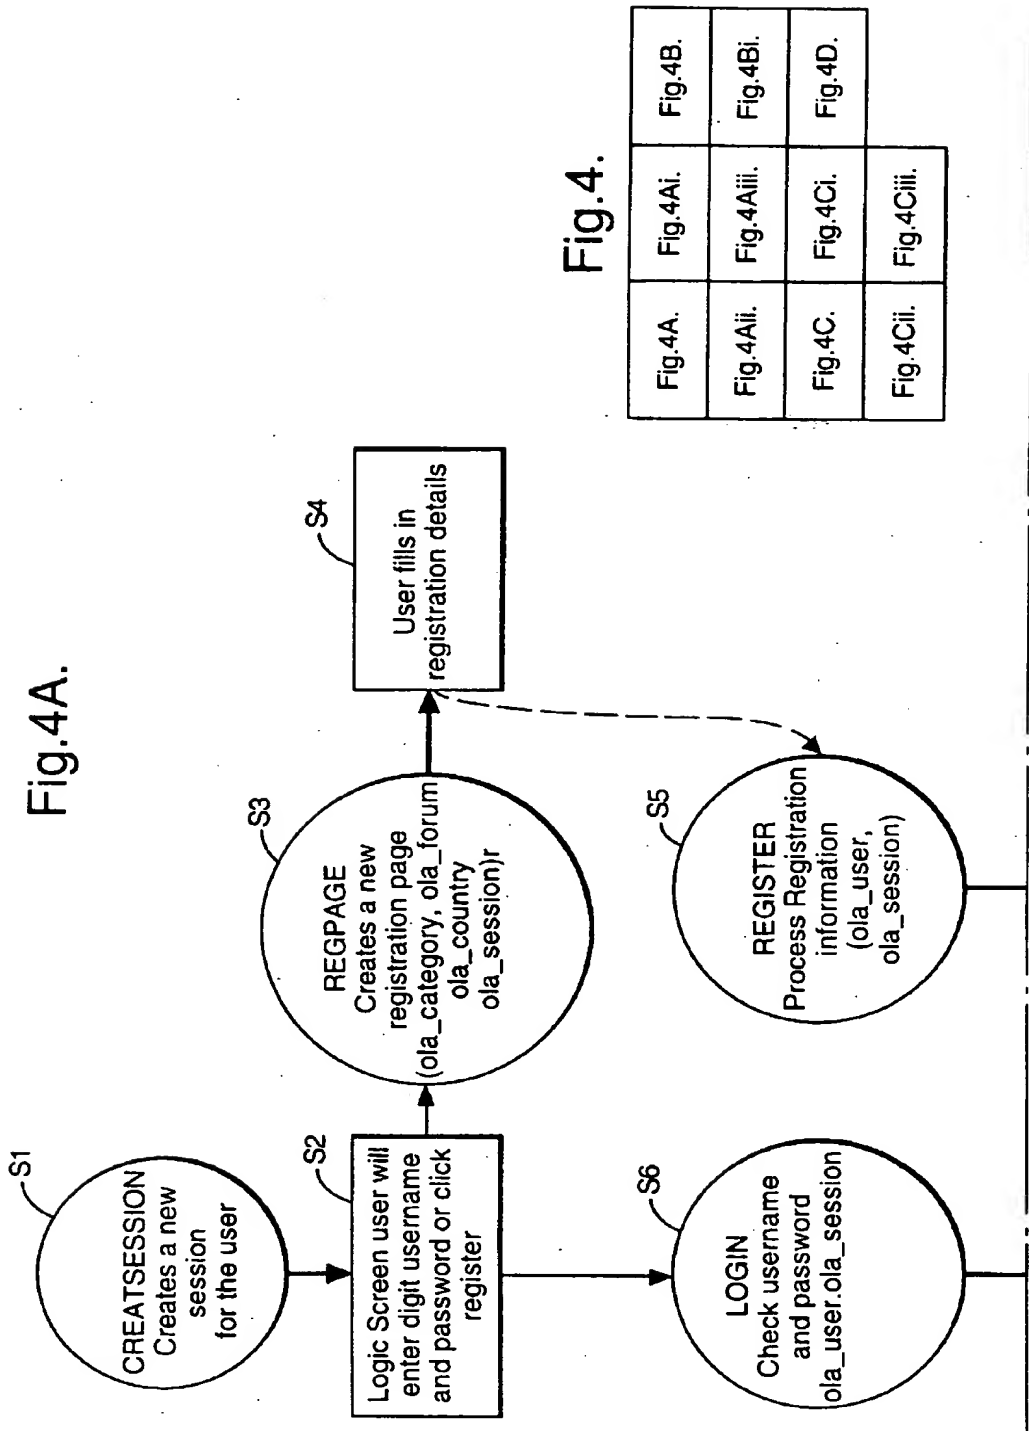 Fig.4A.
S1
CREATSESSION
Creates a new
session
for the user
S2
Logic Screen user will
enter digit username
and password or click
register
S3
REGPAGE
Creates a new
registration page
(ola_category, ola_forum
ola_country
ola_session)r
S4
User fills in
registration details
S5
REGISTER
Process Registration
information
(ola_user,
ola_session)
S6
LOGIN
Check username
and password
ola_user.ola_session
Fig.4.
Fig.4A. Fig.4Ai. Fig.4B.
Fig.4Aii. Fig.4Aiii. Fig.4Bi.
Fig.4C. Fig.4Ci. Fig.4D.
Fig.4Cii. Fig.4Ciii.